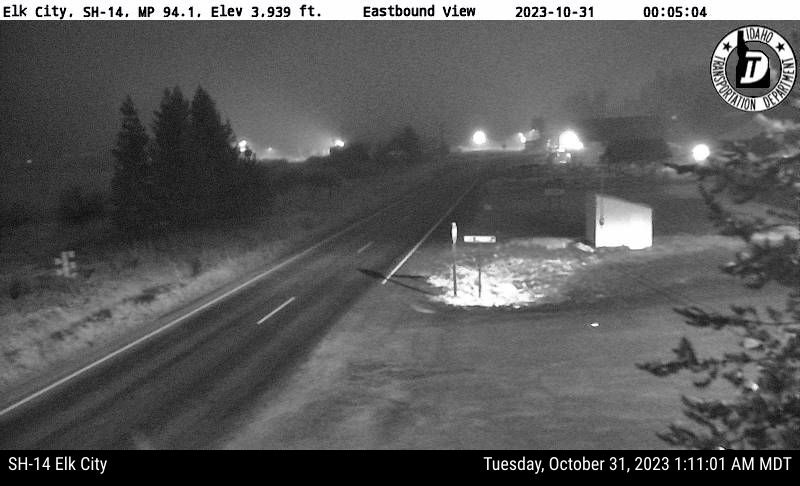 Elk City, SH-14, MP 94.1, Elev 3,939 ft. Eastbound View 2023-10-31 00:05:04
IDAHO
TRANSPORTATION DEPARTMENT
SH-14 Elk City Tuesday, October 31, 2023 1:11:01 AM MDT